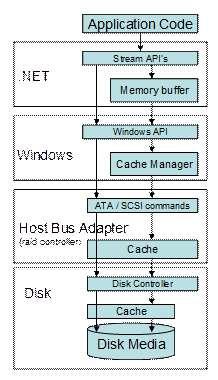 Application Code
Stream API's
.NET
Memory buffer
Windows API
Windows
Cache Manager
ATA / SCSI commands
Host Bus Adapter
(raid controller)
Cache
Disk Controller
Disk
Cache
Disk Media